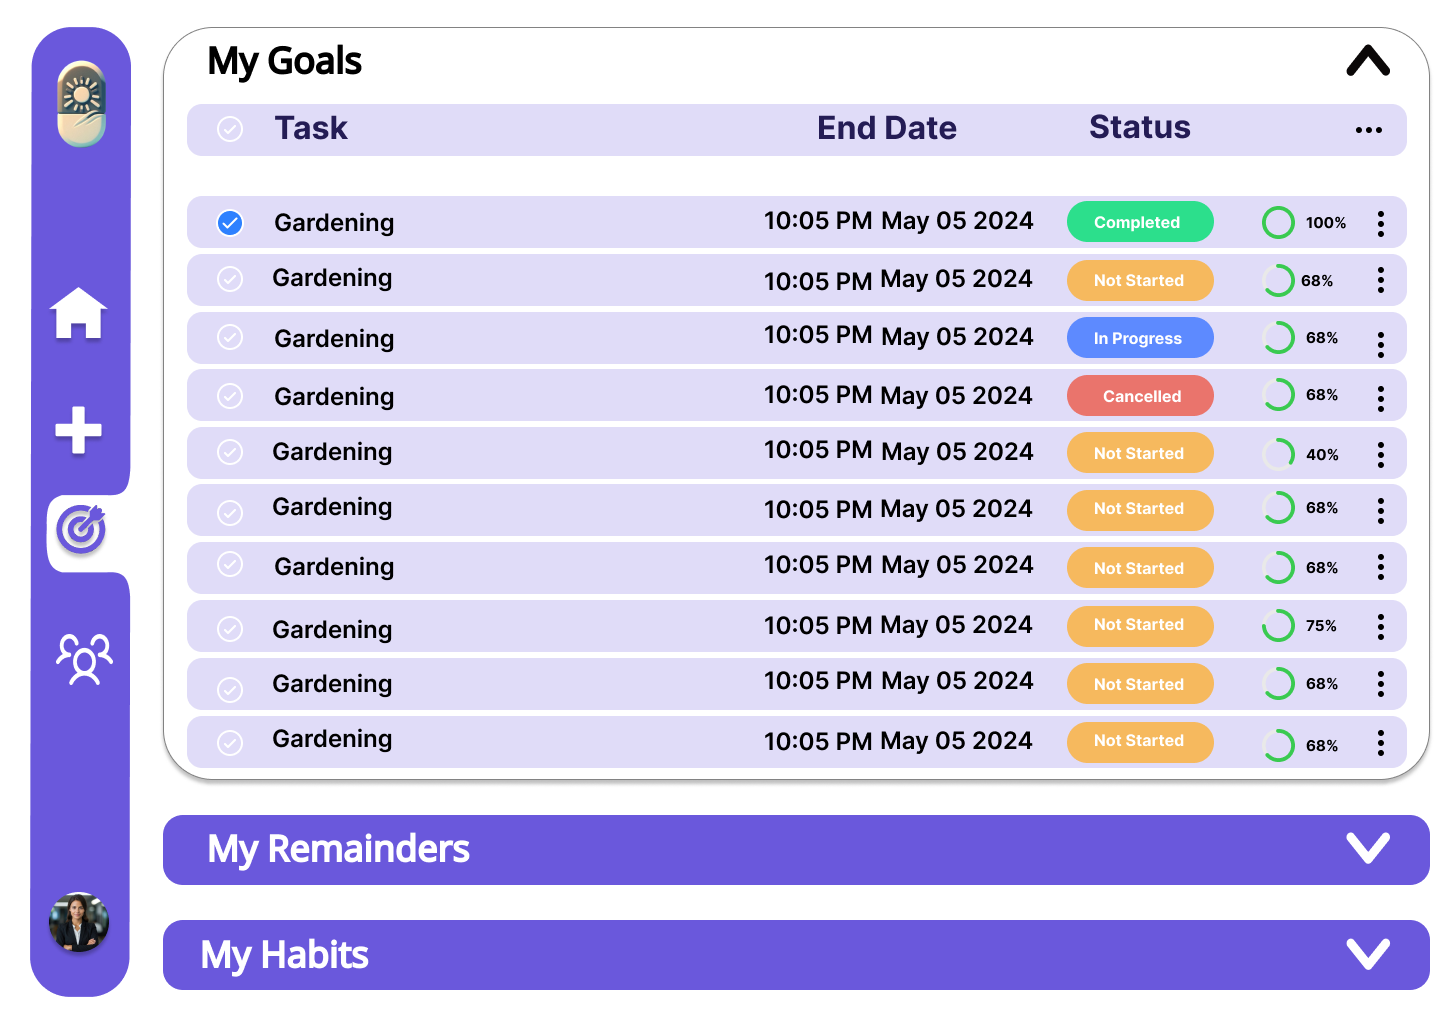 My Goals
Task End Date Status
Gardening 10:05 PM May 05 2024 Completed 100%
Gardening 10:05 PM May 05 2024 Not Started 68%
Gardening 10:05 PM May 05 2024 In Progress 68%
Gardening 10:05 PM May 05 2024 Cancelled 68%
Gardening 10:05 PM May 05 2024 Not Started 40%
Gardening 10:05 PM May 05 2024 Not Started 68%
Gardening 10:05 PM May 05 2024 Not Started 68%
Gardening 10:05 PM May 05 2024 Not Started 75%
Gardening 10:05 PM May 05 2024 Not Started 68%
Gardening 10:05 PM May 05 2024 Not Started 68%
My Remainders
My Habits